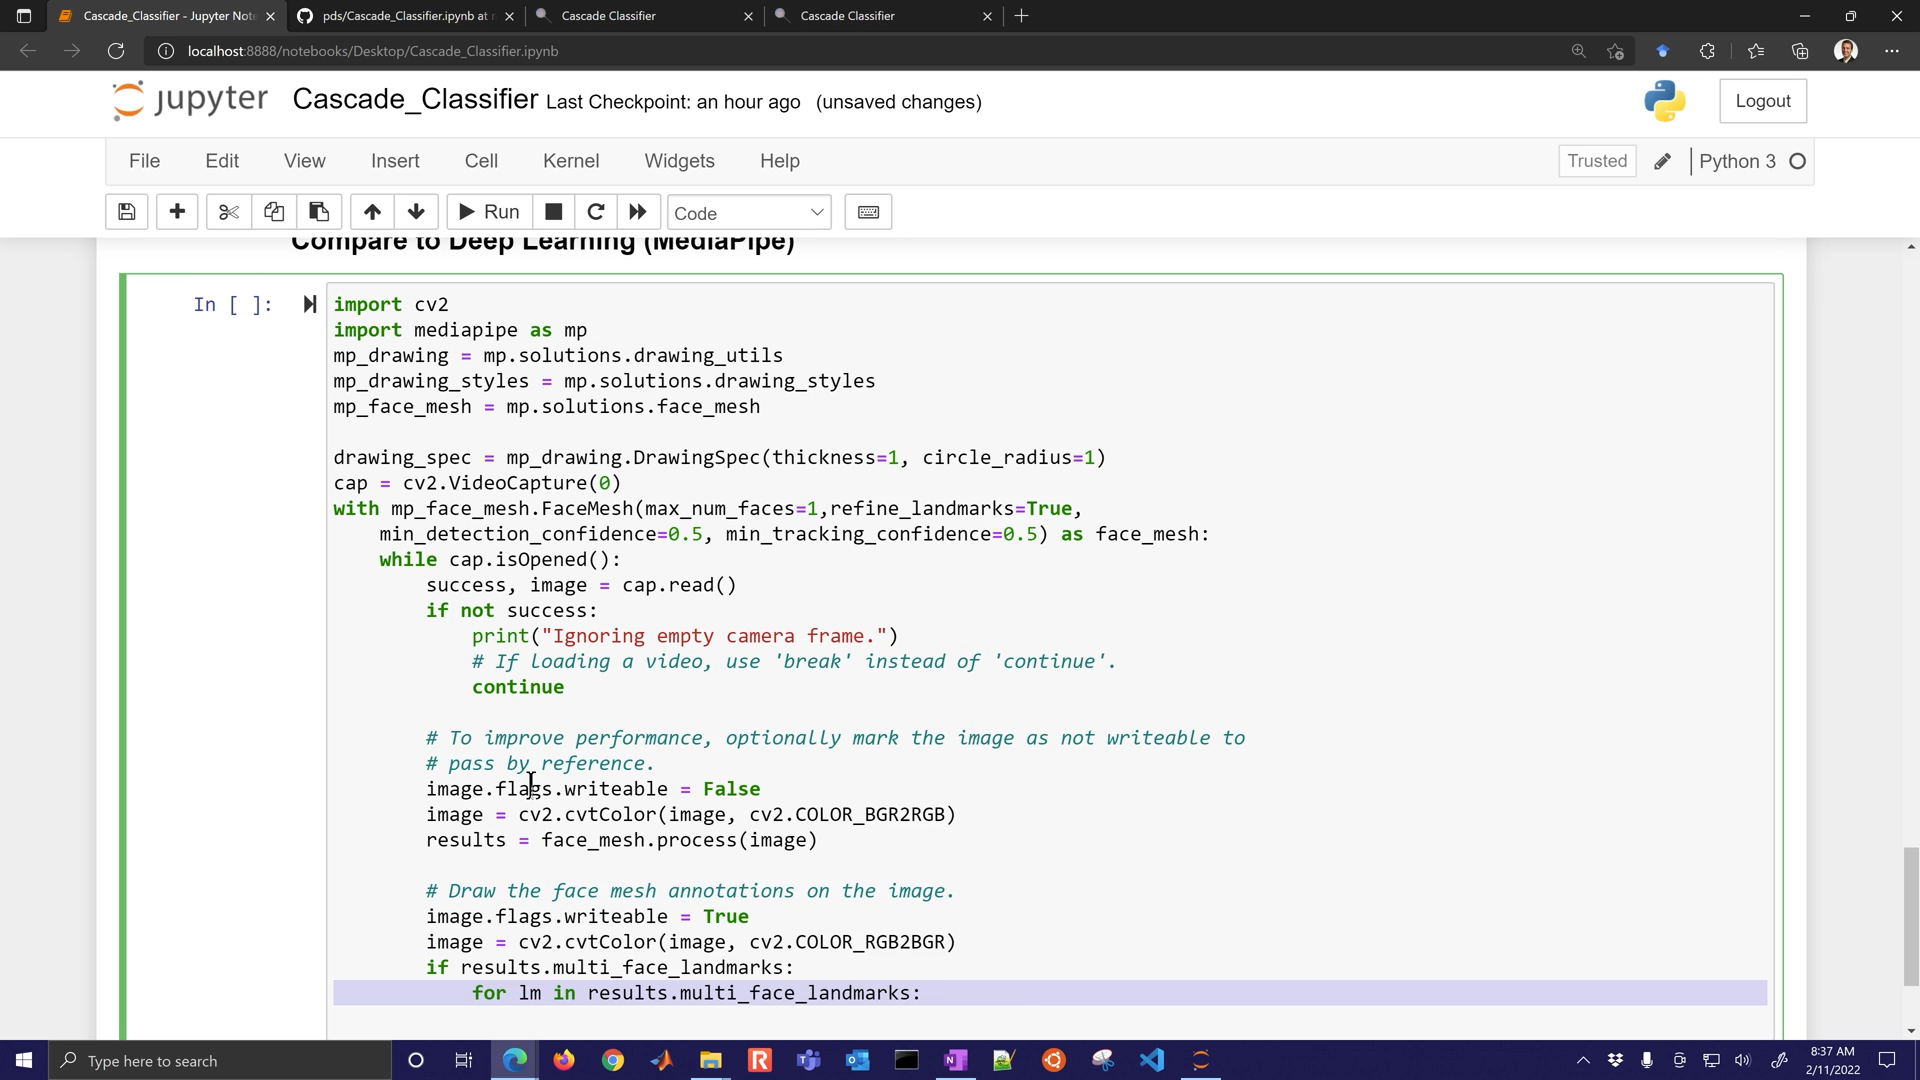 Cascade_Classifier - Jupyter Note
pds/Cascade_Classifier.ipynb at
Cascade Classifier
Cascade Classifier
localhost:8888/notebooks/Desktop/Cascade_Classifier.ipynb
jupyter
Cascade_Classifier Last Checkpoint: an hour ago (unsaved changes)
Logout
File Edit View Insert Cell Kernel Widgets Help
Trusted
Python 3
Run
Code
Compare to Deep Learning (MediaPipe)
In [ ]:
import cv2
import mediapipe as mp
mp_drawing = mp.solutions.drawing_utils
mp_drawing_styles = mp.solutions.drawing_styles
mp_face_mesh = mp.solutions.face_mesh
drawing_spec = mp_drawing.DrawingSpec(thickness=1, circle_radius=1)
cap = cv2.VideoCapture(0)
with mp_face_mesh.FaceMesh(max_num_faces=1,refine_landmarks=True,
    min_detection_confidence=0.5, min_tracking_confidence=0.5) as face_mesh:
    while cap.isOpened():
        success, image = cap.read()
        if not success:
            print("Ignoring empty camera frame.")
            # If loading a video, use 'break' instead of 'continue'.
            continue
        # To improve performance, optionally mark the image as not writeable to
        # pass by reference.
        image.flags.writeable = False
        image = cv2.cvtColor(image, cv2.COLOR_BGR2RGB)
        results = face_mesh.process(image)
        # Draw the face mesh annotations on the image.
        image.flags.writeable = True
        image = cv2.cvtColor(image, cv2.COLOR_RGB2BGR)
        if results.multi_face_landmarks:
            for lm in results.multi_face_landmarks:
Type here to search
8:37 AM
2/11/2022